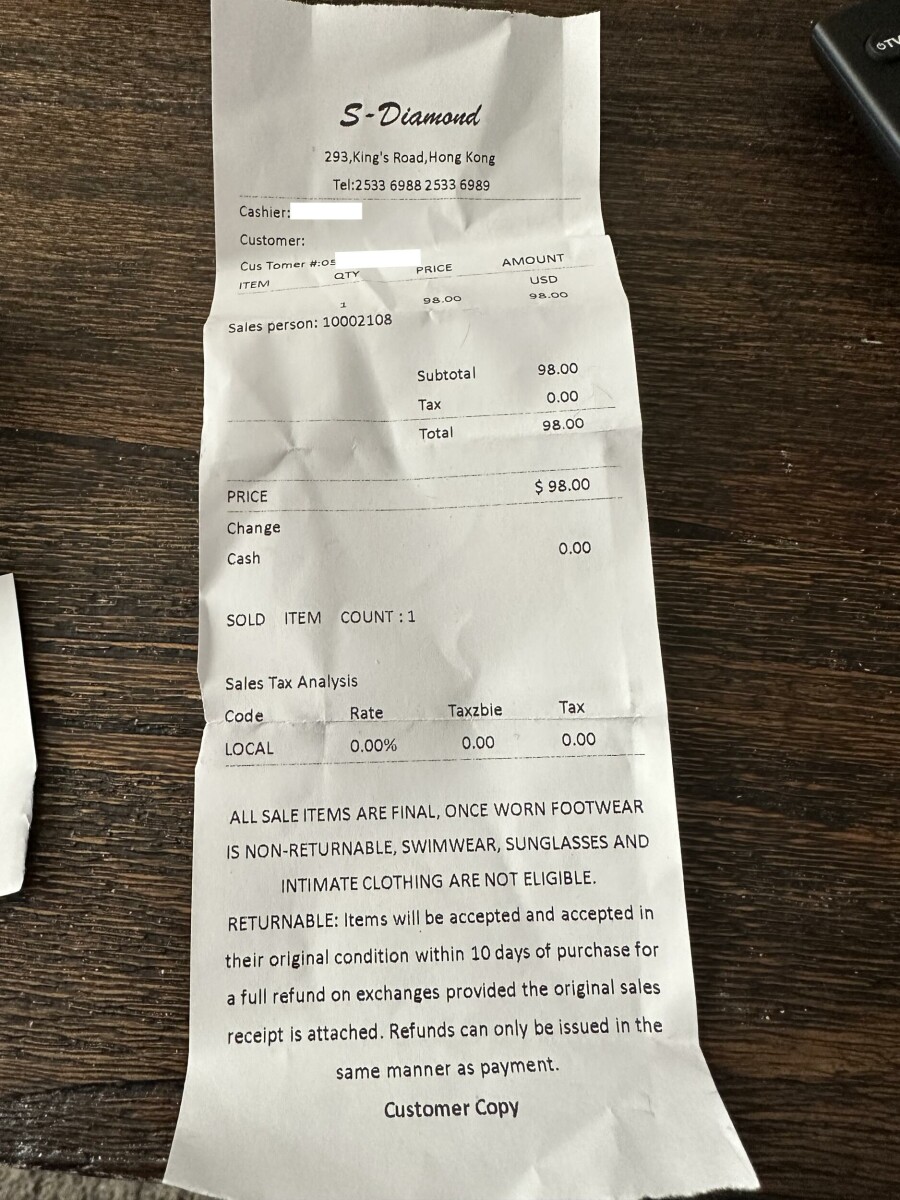 S-Diamond
293,King's Road,Hong Kong
Tel:2533 6988 2533 6989
Cashier:
Customer:
Cus Tomer #:05
ITEM QTY PRICE AMOUNT
USD
1 98.00 98.00
Sales person: 10002108
Subtotal 98.00
Tax 0.00
Total 98.00
PRICE $ 98.00
Change
Cash 0.00
SOLD ITEM COUNT : 1
Sales Tax Analysis
Code Rate Taxzbie Tax
LOCAL 0.00% 0.00 0.00
ALL SALE ITEMS ARE FINAL, ONCE WORN FOOTWEAR
IS NON-RETURNABLE, SWIMWEAR, SUNGLASSES AND
INTIMATE CLOTHING ARE NOT ELIGIBLE.
RETURNABLE: Items will be accepted and accepted in
their original condition within 10 days of purchase for
a full refund on exchanges provided the original sales
receipt is attached. Refunds can only be issued in the
same manner as payment.
Customer Copy
TV